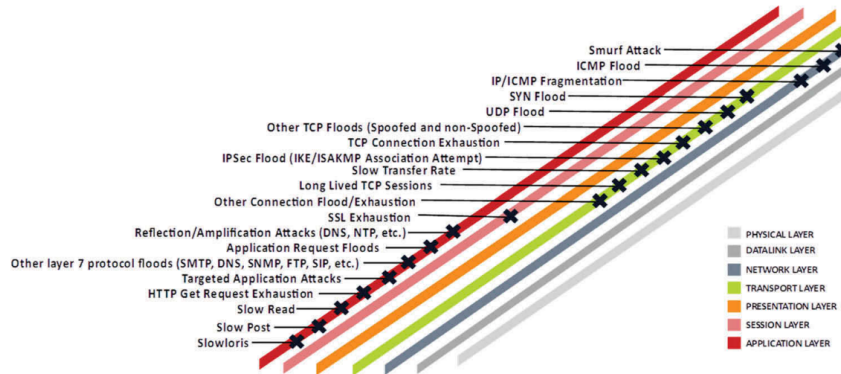 Smurf Attack
ICMP Flood
IP/ICMP Fragmentation
SYN Flood
UDP Flood
Other TCP Floods (Spoofed and non-Spoofed)
TCP Connection Exhaustion
IPSec Flood (IKE/ISAKMP Association Attempt)
Slow Transfer Rate
Long Lived TCP Sessions
Other Connection Flood/Exhaustion
SSL Exhaustion
Reflection/Amplification Attacks (DNS, NTP, etc.)
Application Request Floods
Other layer 7 protocol floods (SMTP, DNS, SNMP, FTP, SIP, etc.)
Targeted Application Attacks
HTTP Get Request Exhaustion
Slow Read
Slow Post
Slowloris
PHYSICAL LAYER
DATALINK LAYER
NETWORK LAYER
TRANSPORT LAYER
PRESENTATION LAYER
SESSION LAYER
APPLICATION LAYER